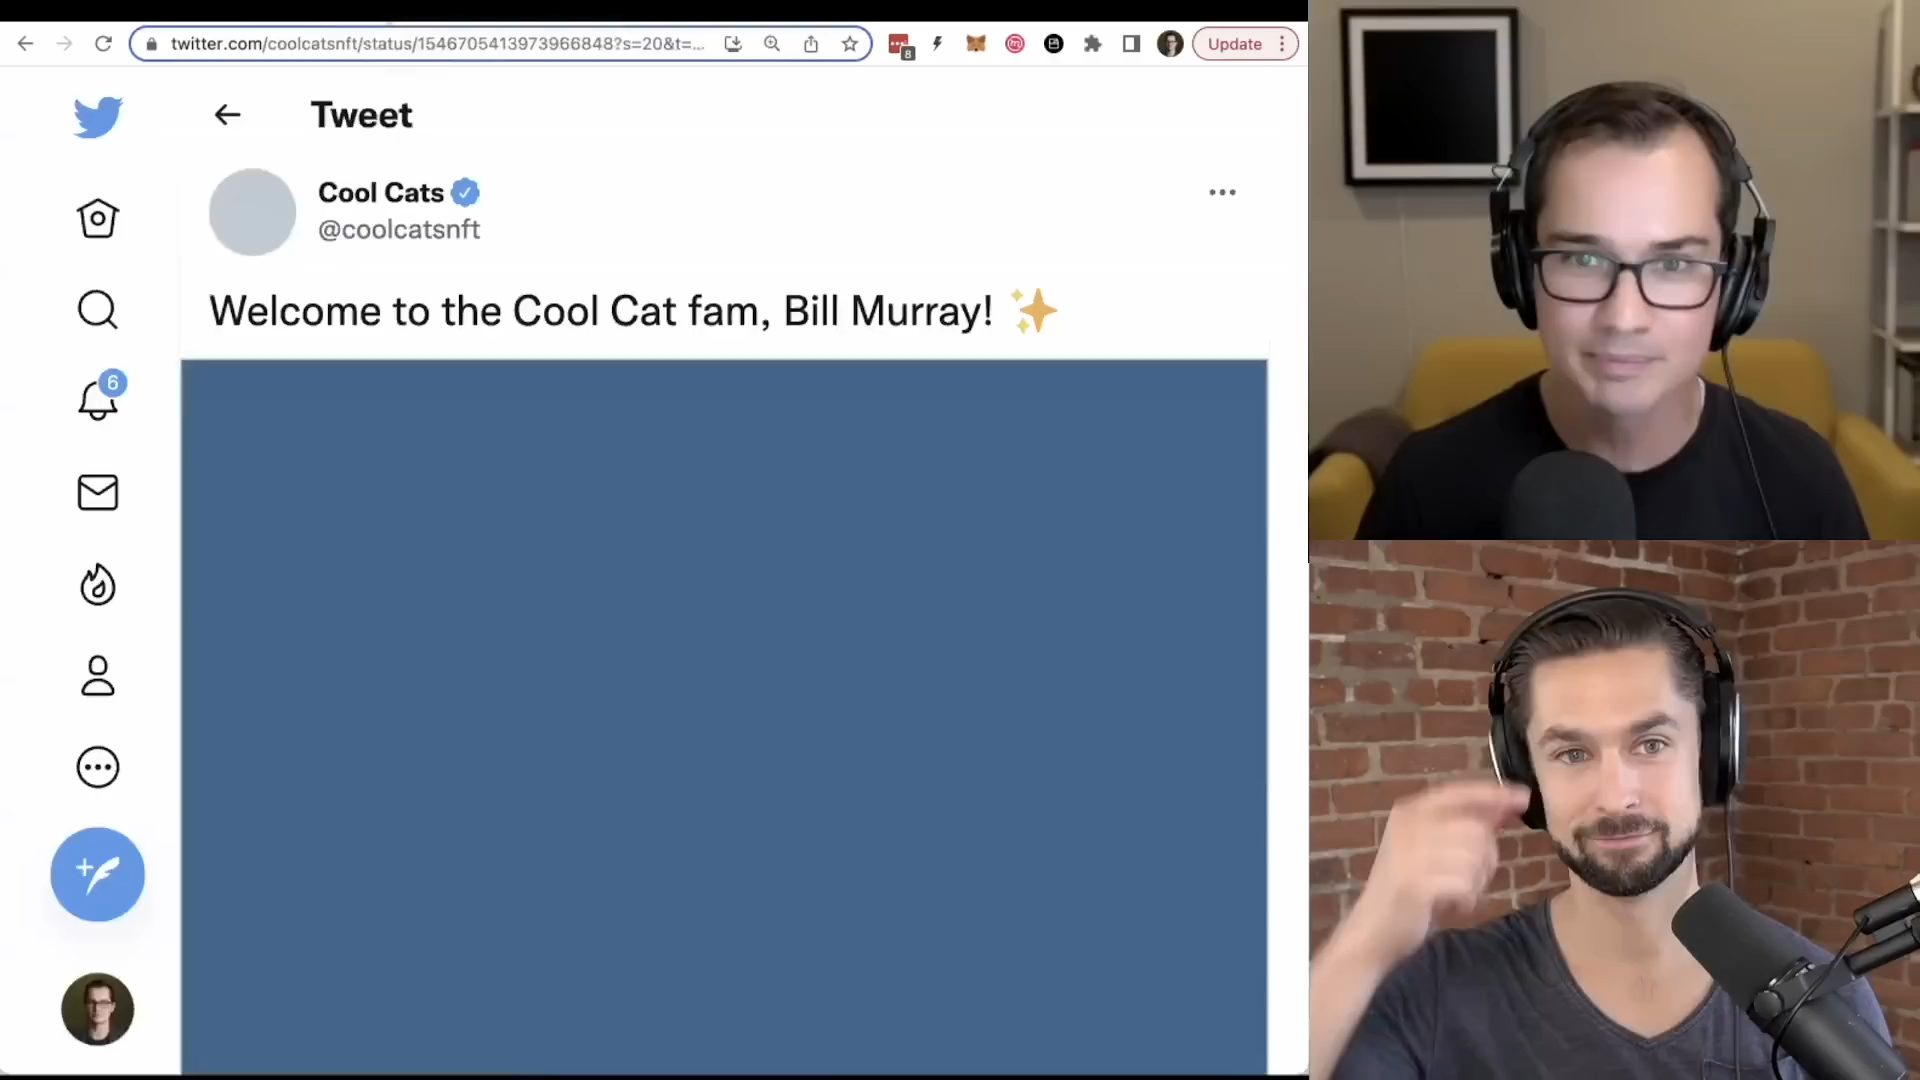 twitter.com/coolcatsnft/status/1546705413973966848?s=20&t=...
8
Update
Tweet
Cool Cats
@coolcatsnft
Welcome to the Cool Cat fam, Bill Murray! ✨
6